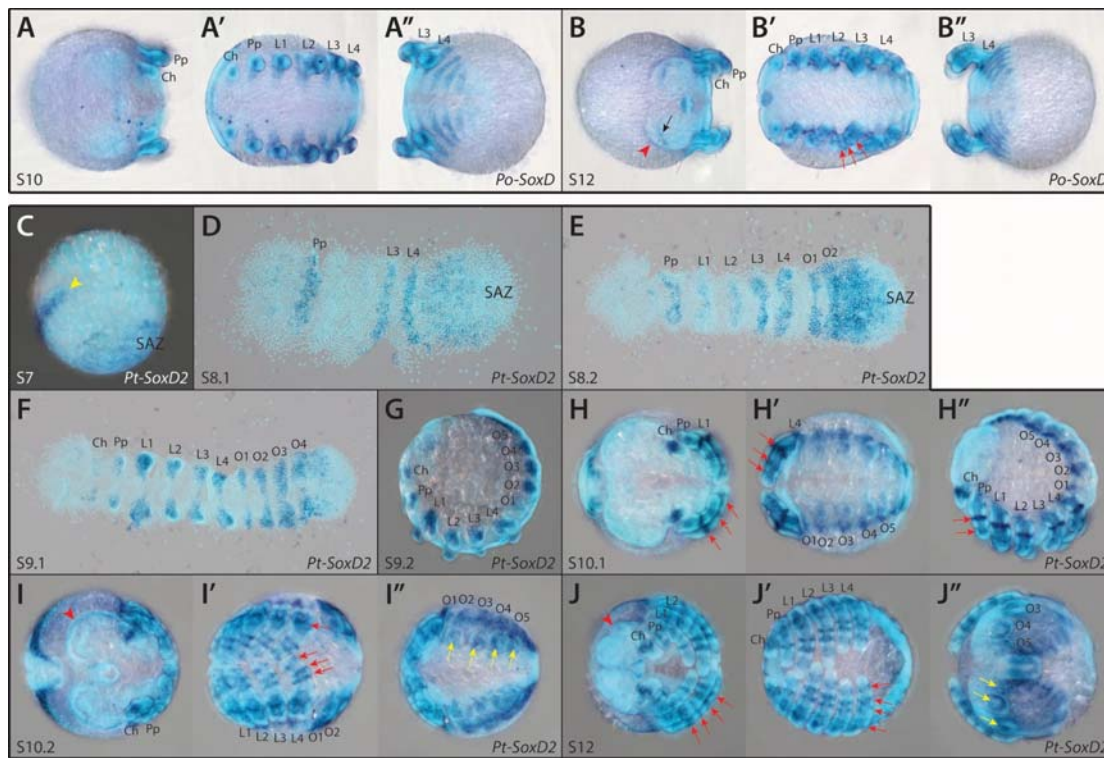 A A′ A″ B B′ B″
Ch Pp
Ch Pp L1 L2 L3 L4
L3 L4
Ch Pp
Ch Pp L1 L2 L3 L4
L3 L4
S10 Po-SoxD
S12 Po-SoxD
C D E
SAZ
Pp L3 L4 SAZ
Pp L1 L2 L3 L4 O1 O2 SAZ
S7 Pt-SoxD2
S8.1 Pt-SoxD2
S8.2 Pt-SoxD2
F G H H′ H″
Ch Pp L1 L2 L3 L4 O1 O2 O3 O4
Ch Pp L1 L2 L3 L4 O1 O2 O3 O4 O5
Ch Pp L1
L4 O1 O2 O3 O4 O5
Ch Pp L1 L2 L3 L4 O1 O2 O3 O4 O5
S9.1 Pt-SoxD2
S9.2
S10.1 Pt-SoxD2
I I′ I″ J J′ J″
Ch Pp
L1 L2 L3 L4 O1 O2
O1 O2 O3 O4 O5
Ch Pp L1 L2
Ch Pp L1 L2 L3 L4
O3 O4 O5
S10.2 Pt-SoxD2
S12 Pt-SoxD2